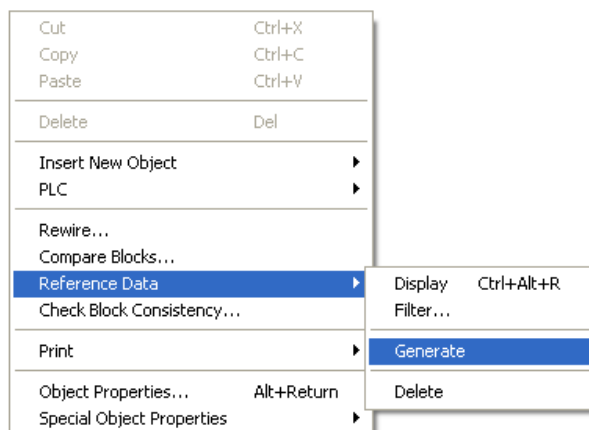 Cut Ctrl+X
Copy Ctrl+C
Paste Ctrl+V
Delete Del
Insert New Object
PLC
Rewire...
Compare Blocks...
Reference Data
Check Block Consistency...
Print
Object Properties... Alt+Return
Special Object Properties
Display Ctrl+Alt+R
Filter...
Generate
Delete